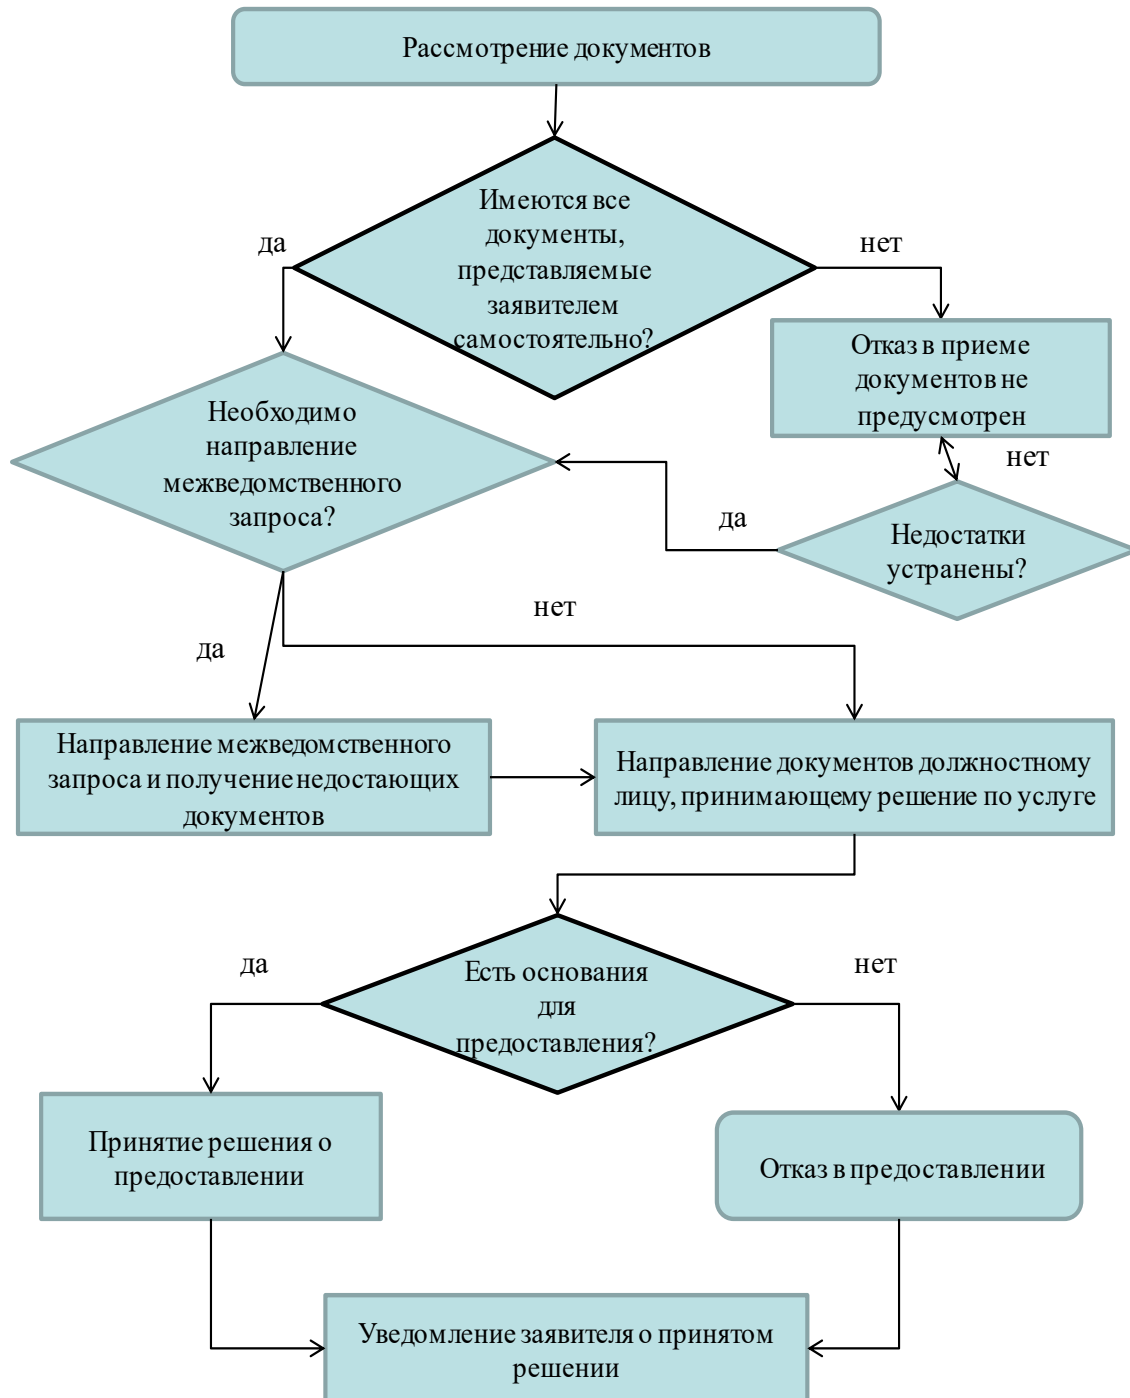 Рассмотрение документов
Имеются все
документы,
представляемые
заявителем
самостоятельно?
да
нет
Отказ в приеме
документов не
предусмотрен
Необходимо
направление
межведомственного
запроса?
нет
да
Недостатки
устранены?
нет
да
Направление межведомственного
запроса и получение недостающих
документов
Направление документов должностному
лицу, принимающему решение по услуге
да
нет
Есть основания
для
предоставления?
Принятие решения о
предоставлении
Отказ в предоставлении
Уведомление заявителя о принятом
решении